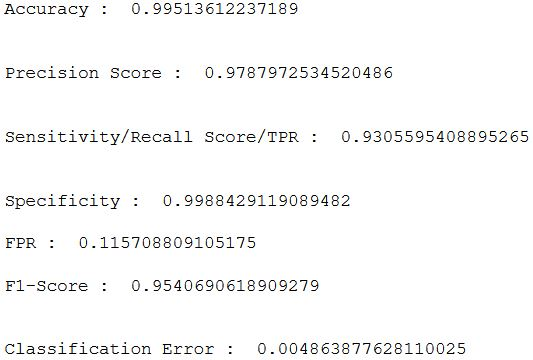 Accuracy :  0.99513612237189
Precision Score :  0.9787972534520486
Sensitivity/Recall Score/TPR :  0.9305595408895265
Specificity :  0.9988429119089482
FPR :  0.115708809105175
F1-Score :  0.9540690618909279
Classification Error :  0.004863877628110025